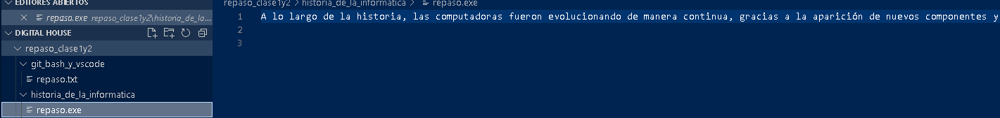 EDITORES ABIERTOS
repaso.exe repaso_clase1y2\historia_de_la...
DIGITAL HOUSE
repaso_clase1y2
git_bash_y_vscode
repaso.txt
historia_de_la_informatica
repaso.exe
repaso_clase1y2 > historia_de_la_informatica > repaso.exe
1 A lo largo de la historia, las computadoras fueron evolucionando de manera continua, gracias a la aparición de nuevos componentes y
2
3